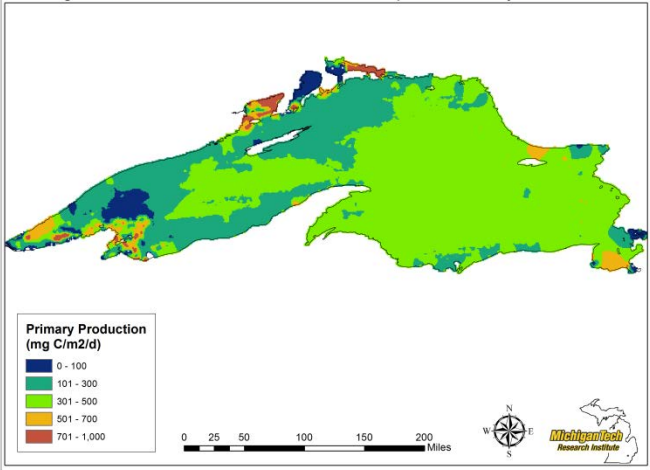 Primary Production
(mg C/m2/d)
0 - 100
101 - 300
301 - 500
501 - 700
701 - 1,000
0 25 50 100 150 200
Miles
N
W E
S
MichiganTech
Research Institute